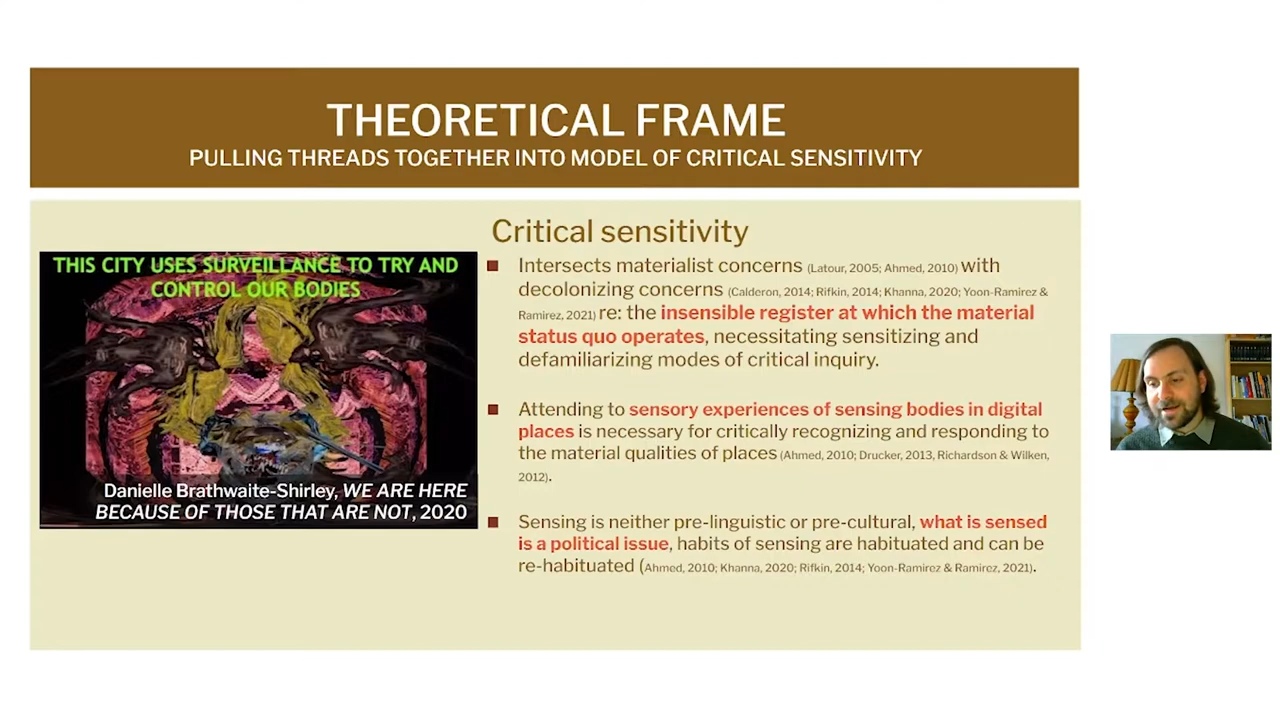 THEORETICAL FRAME
PULLING THREADS TOGETHER INTO MODEL OF CRITICAL SENSITIVITY
THIS CITY USES SURVEILLANCE TO TRY AND
CONTROL OUR BODIES
Danielle Brathwaite-Shirley, WE ARE HERE
BECAUSE OF THOSE THAT ARE NOT, 2020
Critical sensitivity
■ Intersects materialist concerns (Latour, 2005; Ahmed, 2010) with
decolonizing concerns (Calderon, 2014; Rifkin, 2014; Khanna, 2020; Yoon-Ramirez &
Ramirez, 2021) re: the insensible register at which the material
status quo operates, necessitating sensitizing and
defamiliarizing modes of critical inquiry.
■ Attending to sensory experiences of sensing bodies in digital
places is necessary for critically recognizing and responding to
the material qualities of places (Ahmed, 2010; Drucker, 2013, Richardson & Wilken,
2012).
■ Sensing is neither pre-linguistic or pre-cultural, what is sensed
is a political issue, habits of sensing are habituated and can be
re-habituated (Ahmed, 2010; Khanna, 2020; Rifkin, 2014; Yoon-Ramirez & Ramirez, 2021).